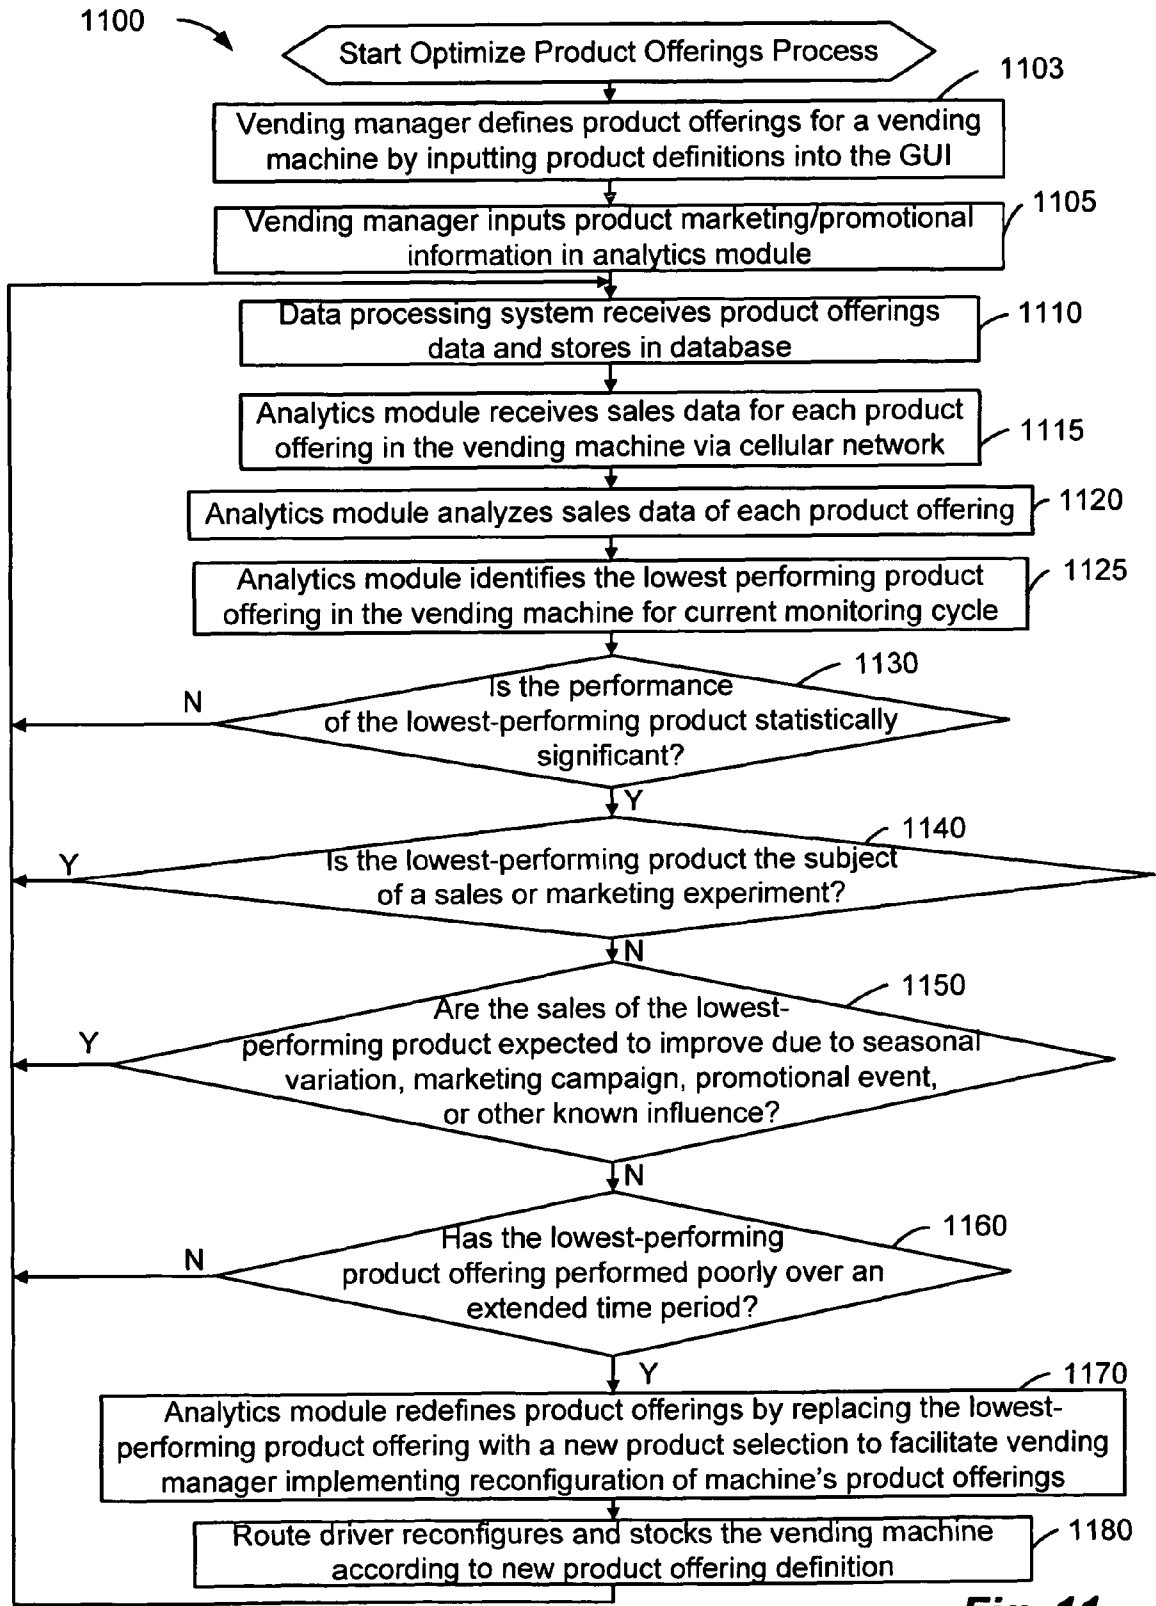 1100
Start Optimize Product Offerings Process
1103
Vending manager defines product offerings for a vending
machine by inputting product definitions into the GUI
1105
Vending manager inputs product marketing/promotional
information in analytics module
1110
Data processing system receives product offerings
data and stores in database
1115
Analytics module receives sales data for each product
offering in the vending machine via cellular network
1120
Analytics module analyzes sales data of each product offering
1125
Analytics module identifies the lowest performing product
offering in the vending machine for current monitoring cycle
1130
N
Is the performance
of the lowest-performing product statistically
significant?
Y
1140
Y
Is the lowest-performing product the subject
of a sales or marketing experiment?
N
1150
Y
Are the sales of the lowest-
performing product expected to improve due to seasonal
variation, marketing campaign, promotional event,
or other known influence?
N
1160
N
Has the lowest-performing
product offering performed poorly over an
extended time period?
Y
1170
Analytics module redefines product offerings by replacing the lowest-
performing product offering with a new product selection to facilitate vending
manager implementing reconfiguration of machine's product offerings
1180
Route driver reconfigures and stocks the vending machine
according to new product offering definition
Fig. 11